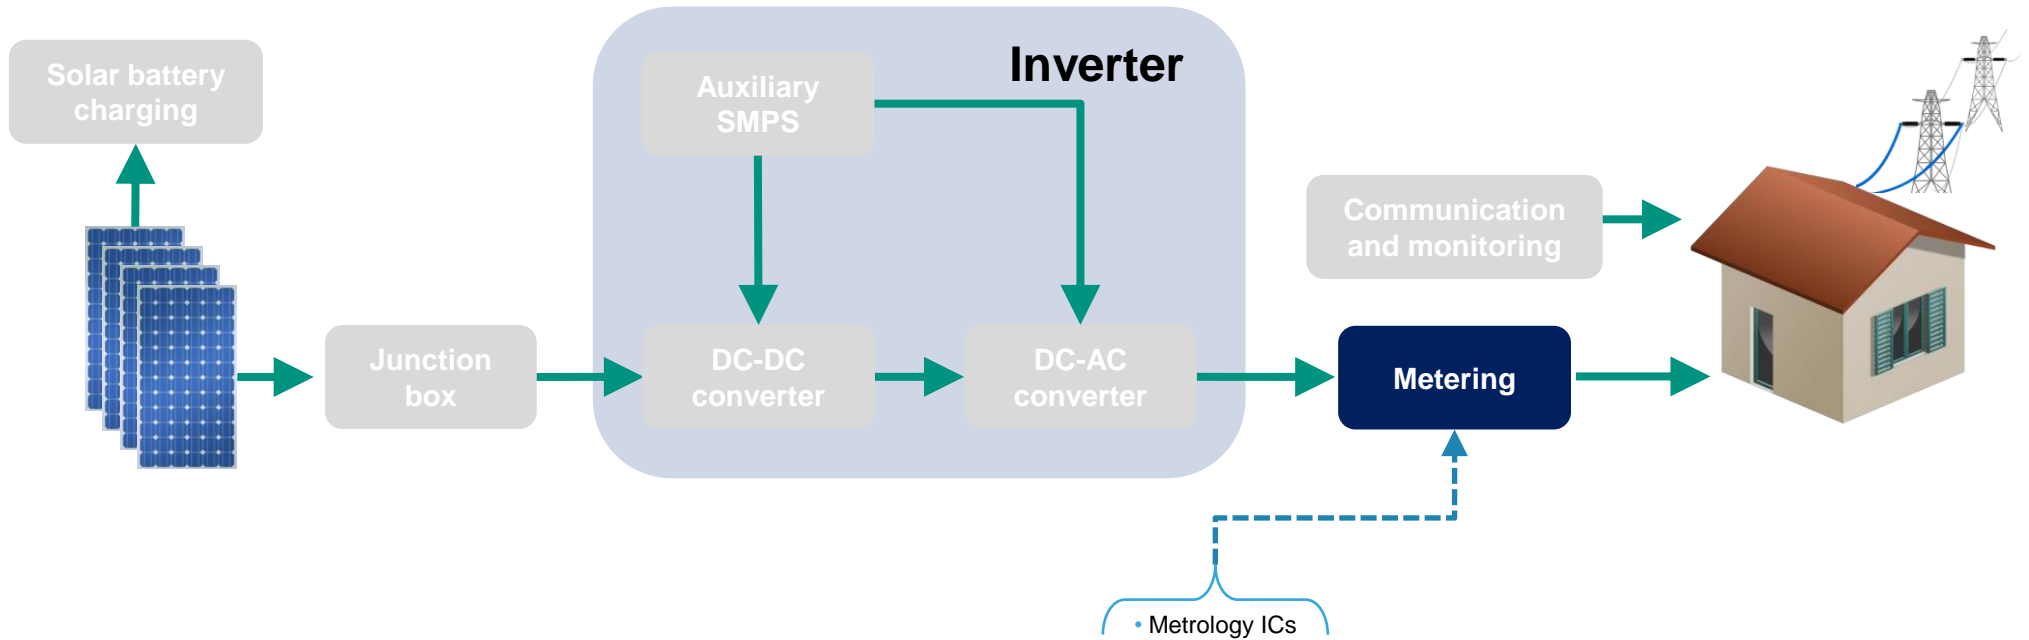 Solar battery
charging
Auxiliary
SMPS
Inverter
Communication
and monitoring
Junction
box
DC-DC
converter
DC-AC
converter
Metering
• Metrology ICs